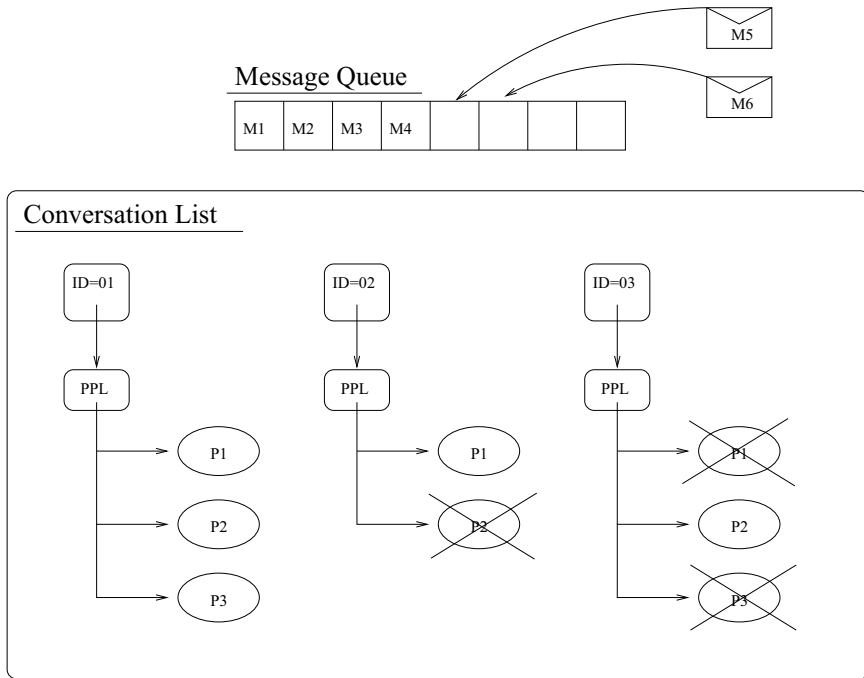 M5
M6
Message Queue
M1 M2 M3 M4
Conversation List
ID=01 ID=02 ID=03
PPL PPL PPL
P1 P1 P1
P2 P2 P2
P3 P3